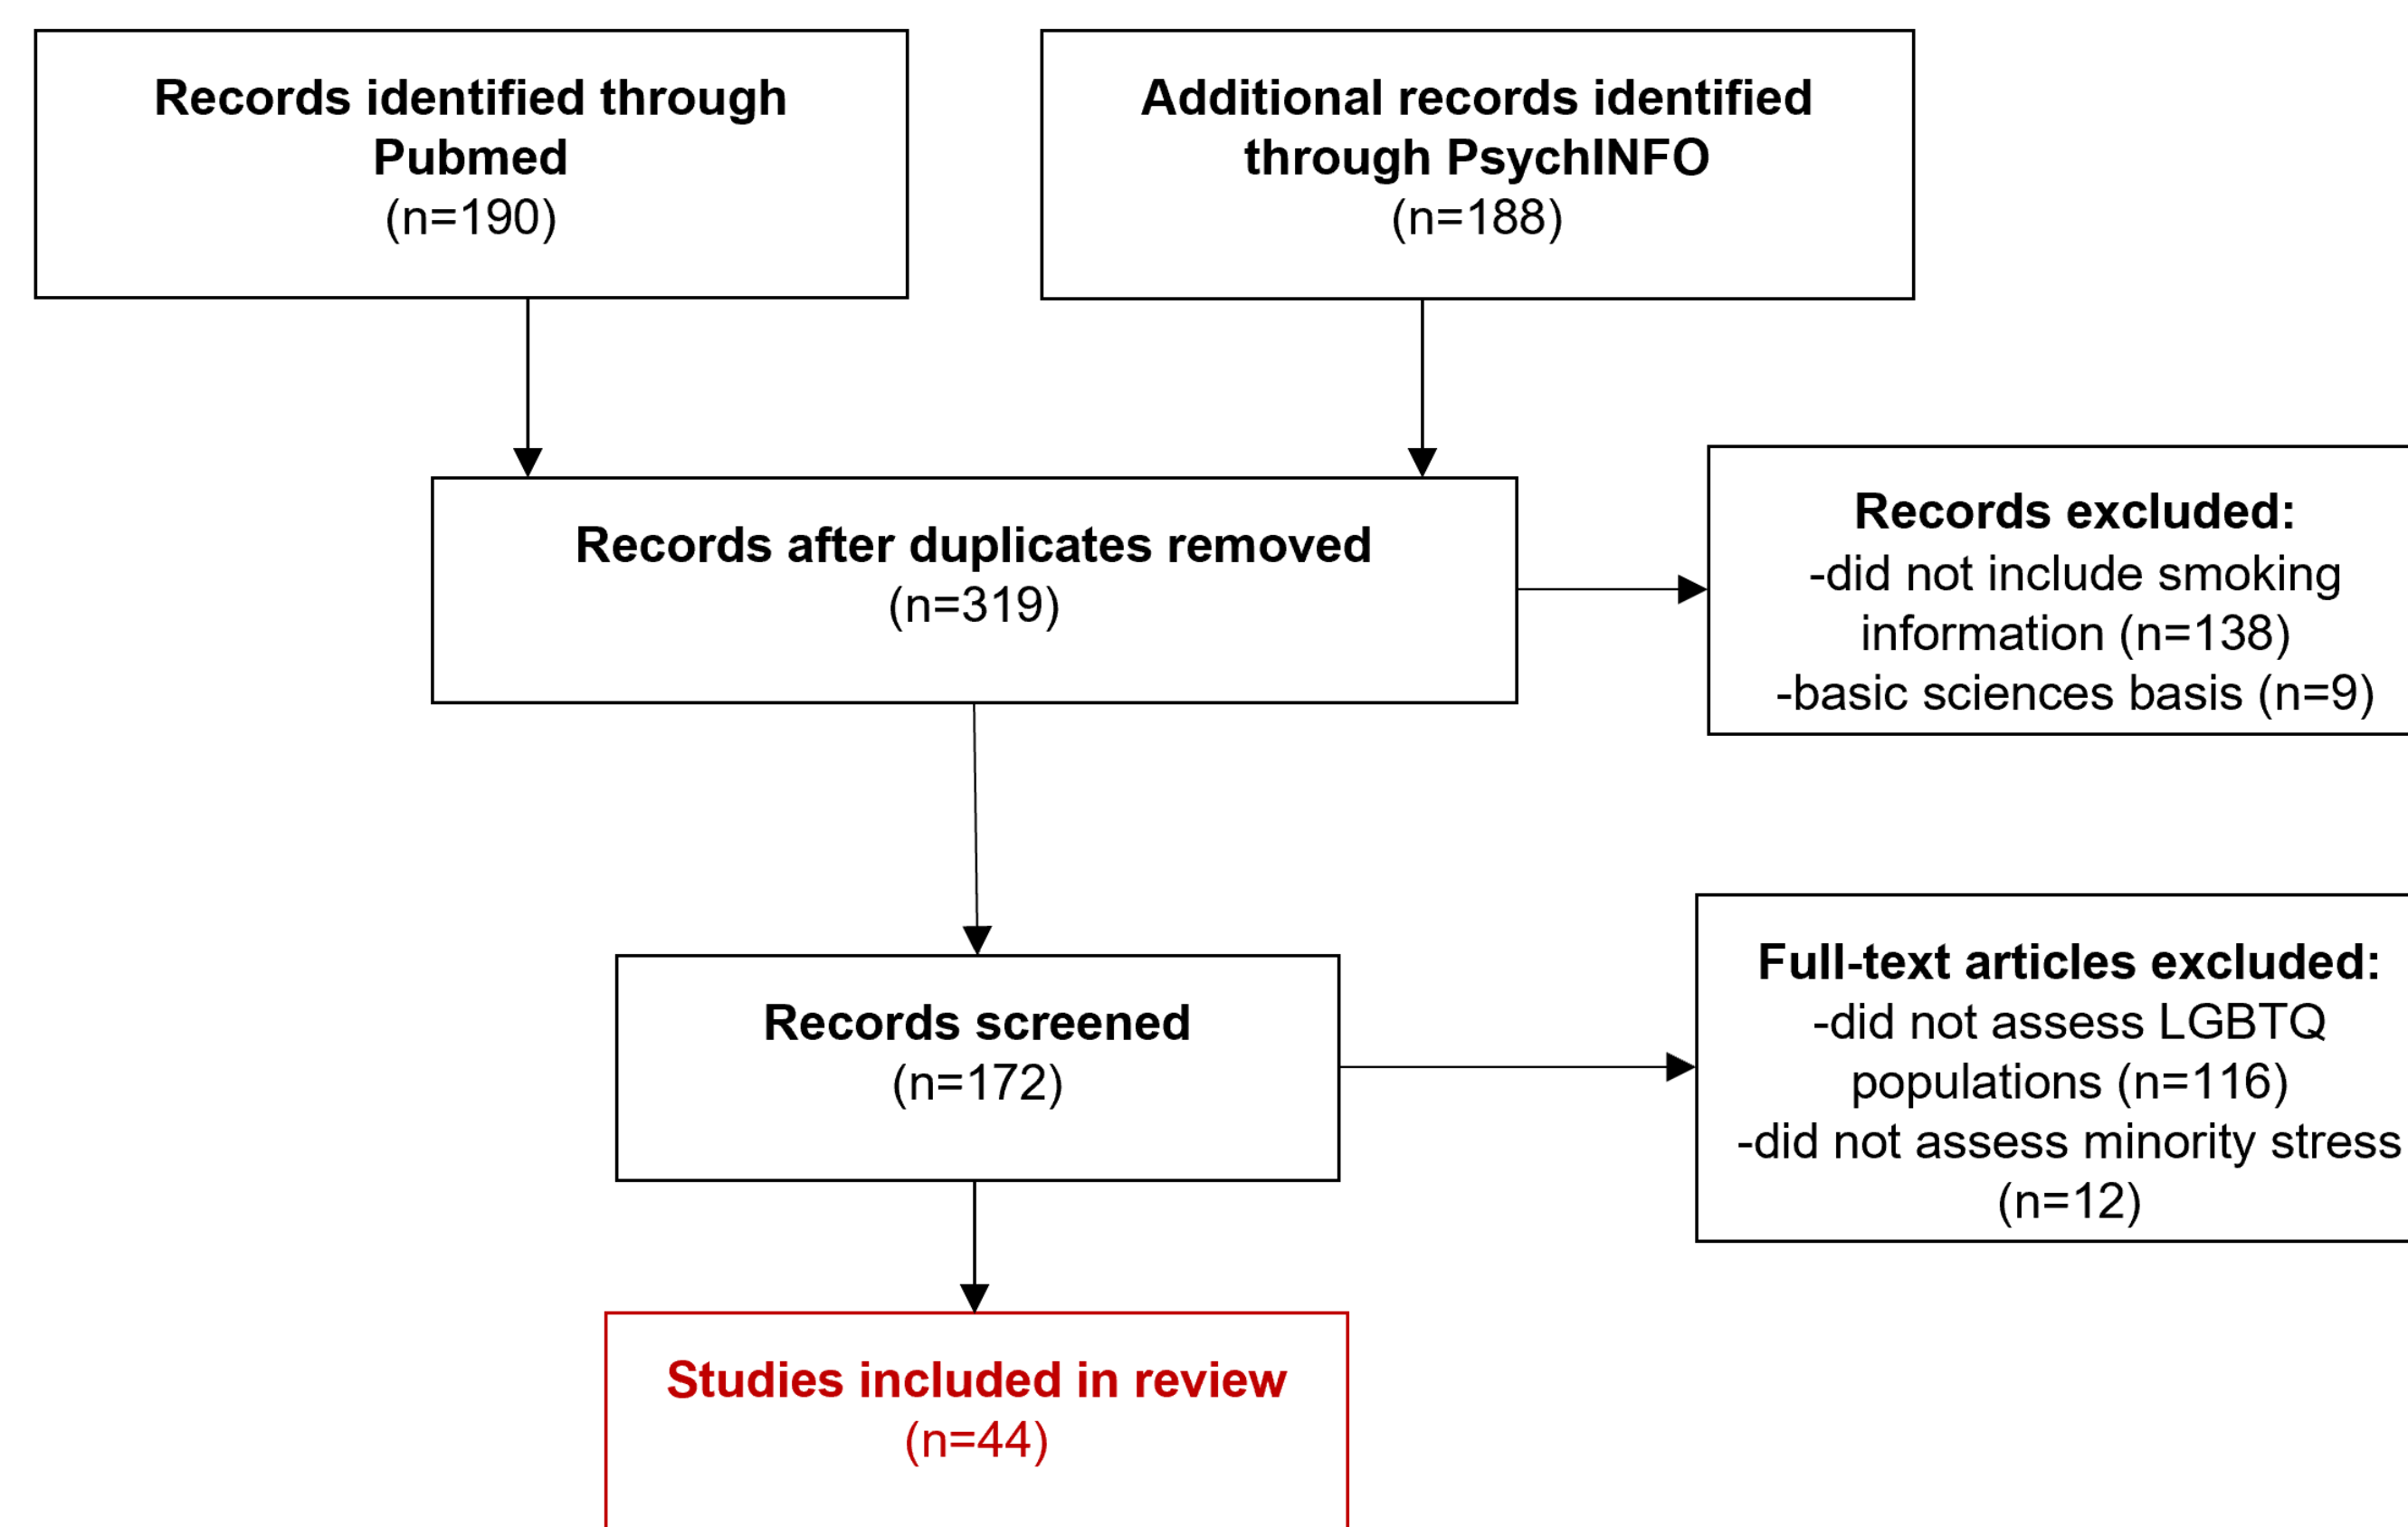 Records identified through
Pubmed
(n=190)
Additional records identified
through PsychINFO
(n=188)
Records after duplicates removed
(n=319)
Records excluded:
-did not include smoking
information (n=138)
-basic sciences basis (n=9)
Records screened
(n=172)
Full-text articles excluded:
-did not assess LGBTQ
populations (n=116)
-did not assess minority stress
(n=12)
Studies included in review
(n=44)